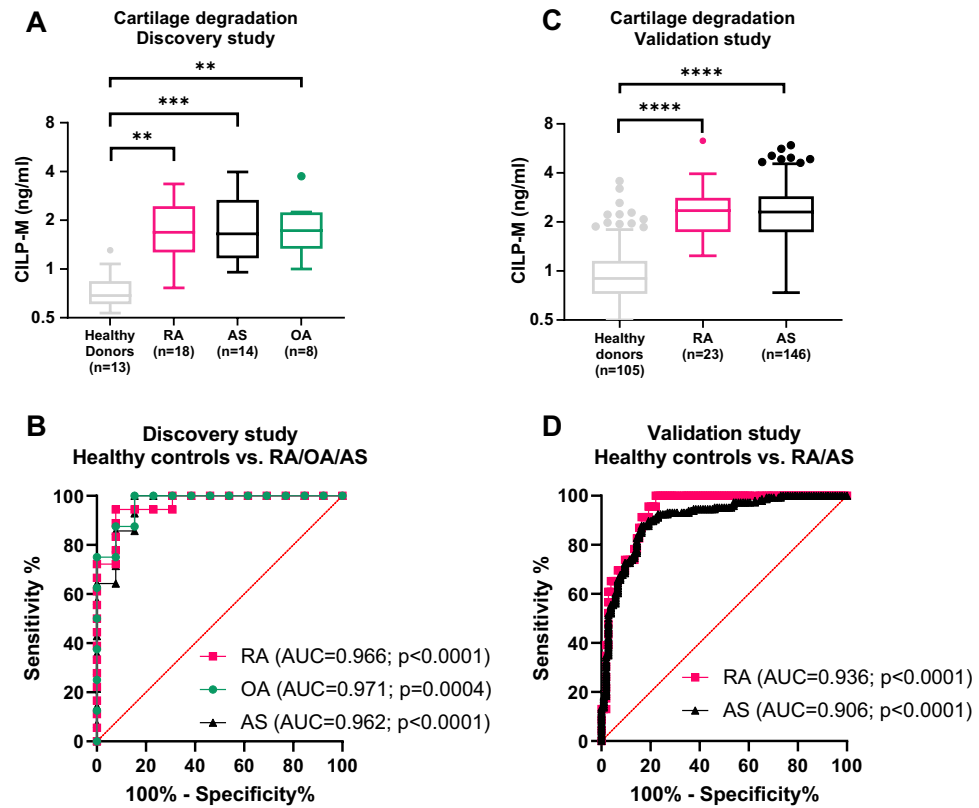 A
Cartilage degradation
Discovery study
**
***
**
8
4
2
1
0.5
CILP-M (ng/ml)
Healthy
Donors
(n=13)
RA
(n=18)
AS
(n=14)
OA
(n=8)
C
Cartilage degradation
Validation study
****
****
8
4
2
1
0.5
CILP-M (ng/ml)
Healthy
donors
(n=105)
RA
(n=23)
AS
(n=146)
B
Discovery study
Healthy controls vs. RA/OA/AS
100
80
60
40
20
0
Sensitivity %
RA (AUC=0.966; p<0.0001)
OA (AUC=0.971; p=0.0004)
AS (AUC=0.962; p<0.0001)
0 20 40 60 80 100
100% - Specificity%
D
Validation study
Healthy controls vs. RA/AS
100
80
60
40
20
0
Sensitivity %
RA (AUC=0.936; p<0.0001)
AS (AUC=0.906; p<0.0001)
0 20 40 60 80 100
100% - Specificity%